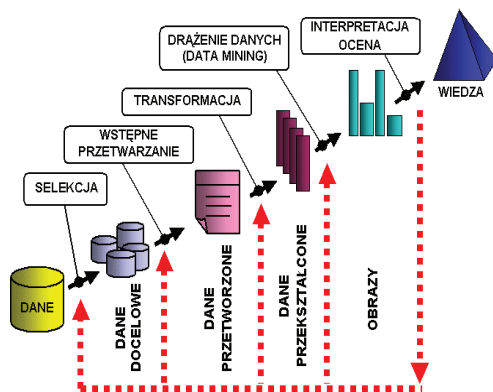 DRĄŻENIE DANYCH
(DATA MINING)
INTERPRETACJA
OCENA
WIEDZA
TRANSFORMACJA
WSTĘPNE
PRZETWARZANIE
SELEKCJA
DANE
DANE
DOCELOWE
DANE
PRZETWORZONE
DANE
PRZEKSZTAŁCONE
OBRAZY